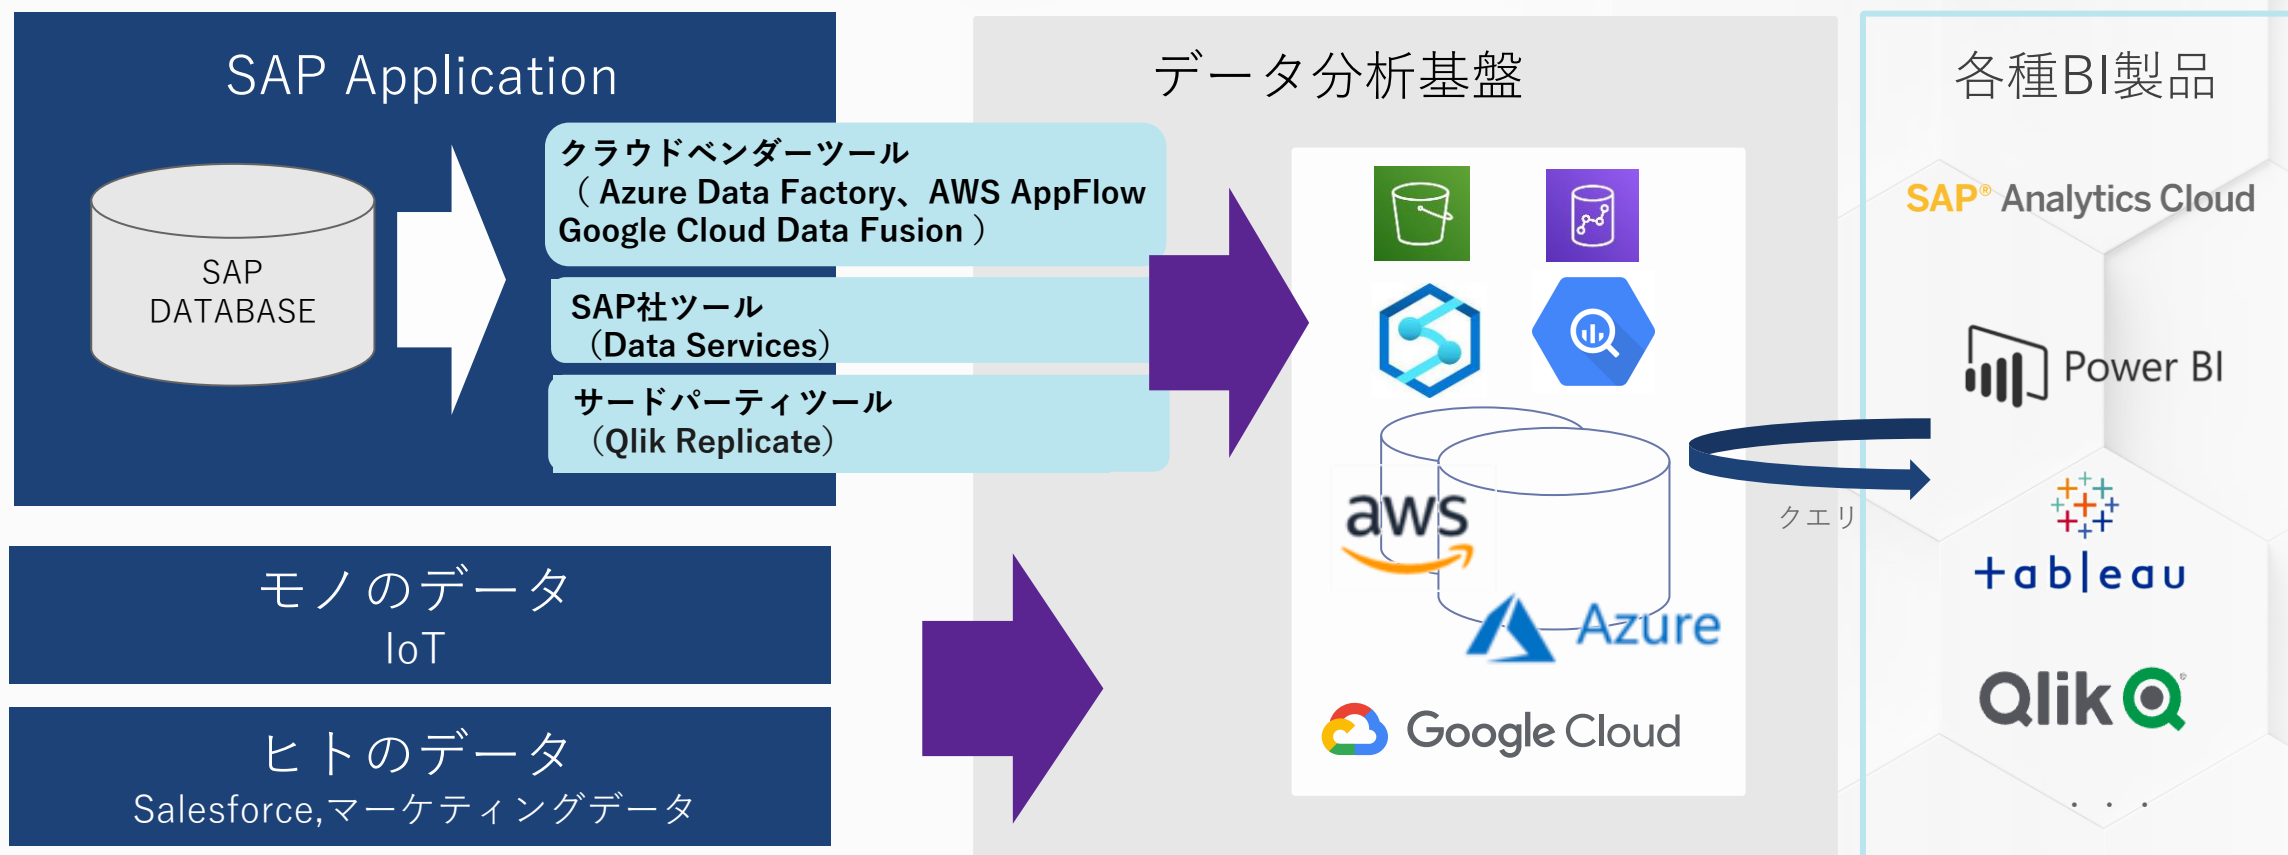 SAP Application
SAP
DATABASE
クラウドベンダーツール
（ Azure Data Factory、AWS AppFlow
Google Cloud Data Fusion ）
SAP社ツール
（Data Services）
サードパーティツール
（Qlik Replicate）
モノのデータ
IoT
ヒトのデータ
Salesforce,マーケティングデータ
データ分析基盤
aws
Azure
Google Cloud
クエリ
各種BI製品
SAP® Analytics Cloud
Power BI
+ableau
Qlik
・・・